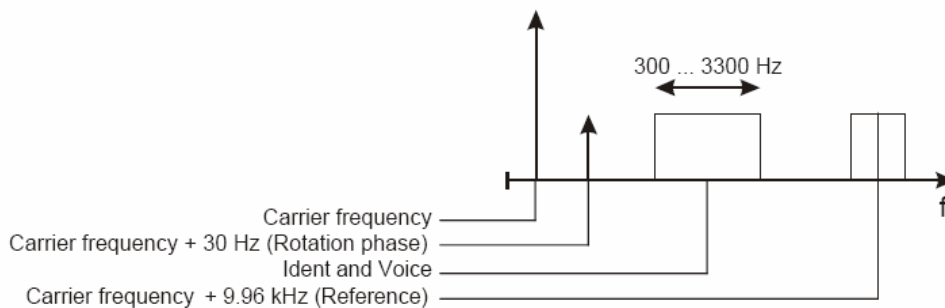 300 ... 3300 Hz
f
Carrier frequency
Carrier frequency + 30 Hz (Rotation phase)
Ident and Voice
Carrier frequency + 9.96 kHz (Reference)